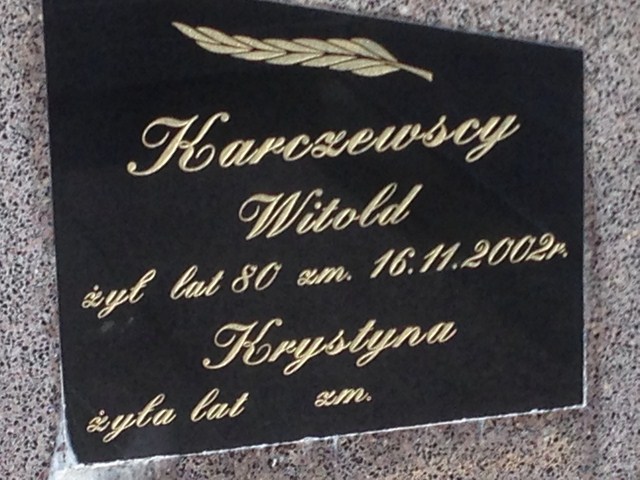 Karczewscy
Witold
żył lat 80 zm. 16.11.2002r.
Krystyna
żyła lat zm.